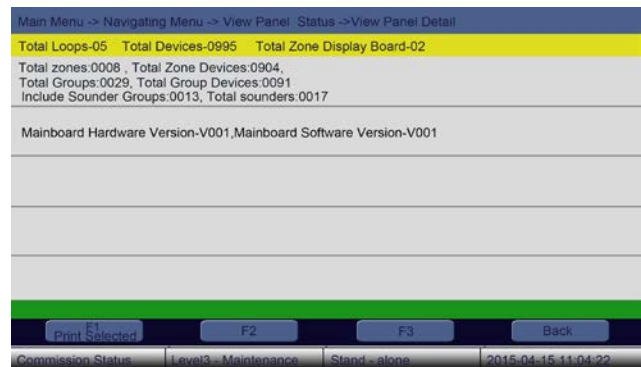 Main Menu -> Navigating Menu -> View Panel Status ->View Panel Detail
Total Loops-05 Total Devices-0995 Total Zone Display Board-02
Total zones:0008 , Total Zone Devices:0904,
Total Groups:0029, Total Group Devices:0091
Include Sounder Groups:0013, Total sounders:0017
Mainboard Hardware Version-V001,Mainboard Software Version-V001
F1
Print Selected
F2
F3
Back
Commission Status
Level3 - Maintenance
Stand - alone
2015-04-15 11:04:22